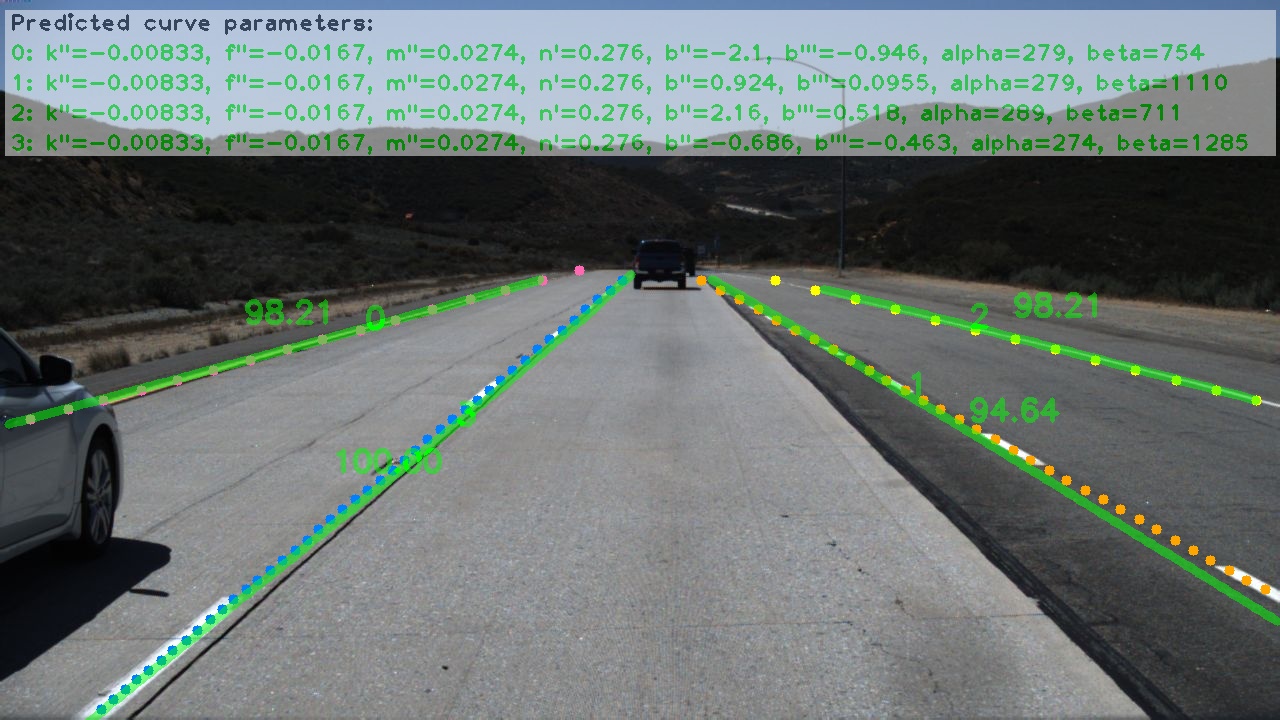 Predicted curve parameters:
0: k''=-0.00833, f''=-0.0167, m''=0.0274, n'=0.276, b''=-2.1, b'''=-0.946, alpha=279, beta=754
1: k''=-0.00833, f''=-0.0167, m''=0.0274, n'=0.276, b''=0.924, b'''=0.0955, alpha=279, beta=1110
2: k''=-0.00833, f''=-0.0167, m''=0.0274, n'=0.276, b''=2.16, b'''=0.518, alpha=289, beta=711
3: k''=-0.00833, f''=-0.0167, m''=0.0274, n'=0.276, b''=-0.686, b'''=-0.463, alpha=274, beta=1285
98.21 0
2 98.21
1
94.64
100.00